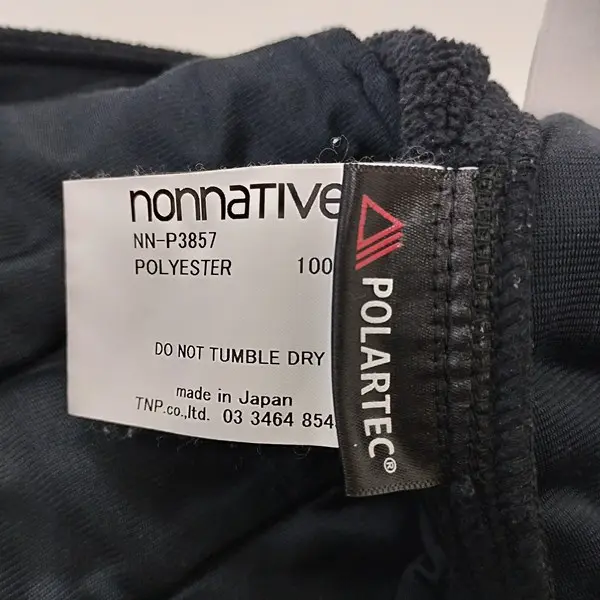 nonnative
NN-P3857
POLYESTER 100
DO NOT TUMBLE DRY
made in Japan
TNP.co.,ltd. 03 3464 854
POLARTEC®